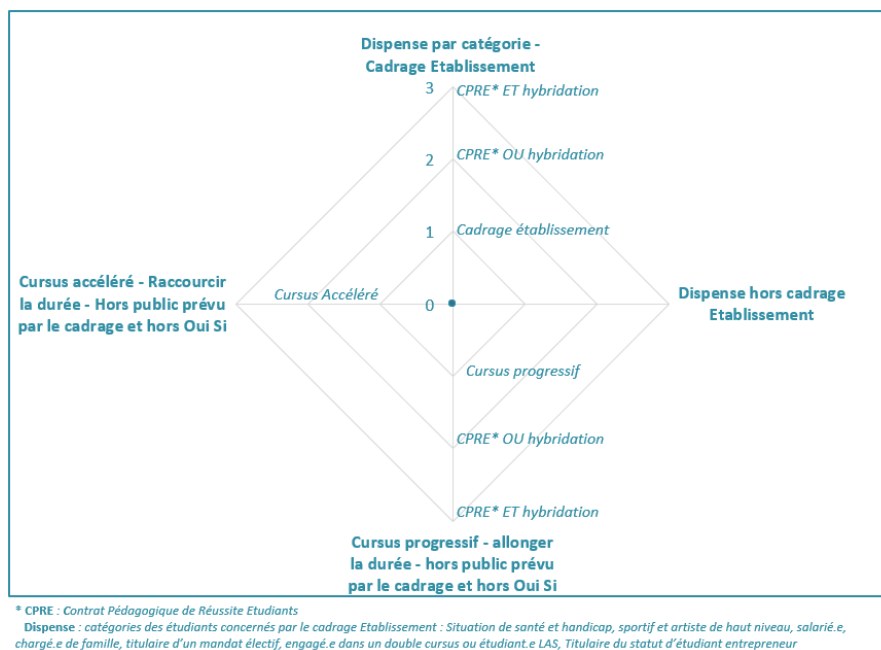 Dispense par catégorie -
Cadrage Etablissement
3
CPRE* ET hybridation
2
CPRE* OU hybridation
1
Cadrage établissement
Cursus accéléré - Raccourcir
la durée - Hors public prévu
par le cadrage et hors Oui Si
Cursus Accéléré
0
Dispense hors cadrage
Etablissement
Cursus progressif
CPRE* OU hybridation
CPRE* ET hybridation
Cursus progressif - allonger
la durée - hors public prévu
par le cadrage et hors Oui Si
* CPRE : Contrat Pédagogique de Réussite Etudiants
Dispense : catégories des étudiants concernés par le cadrage Etablissement : Situation de santé et handicap, sportif et artiste de haut niveau, salarié.e,
chargé.e de famille, titulaire d'un mandat électif, engagé.e dans un double cursus ou étudiant.e LAS, Titulaire du statut d'étudiant entrepreneur